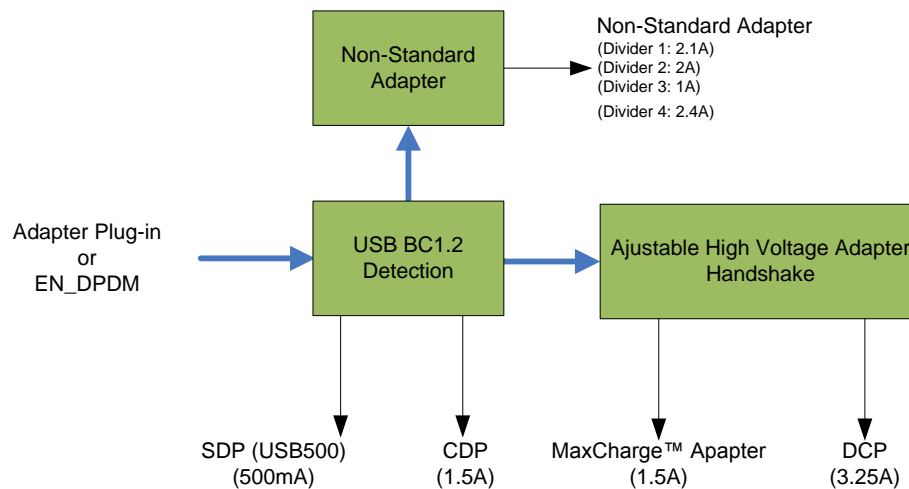 Non-Standard
Adapter
Non-Standard Adapter
(Divider 1: 2.1A)
(Divider 2: 2A)
(Divider 3: 1A)
(Divider 4: 2.4A)
Adapter Plug-in
or
EN_DPDM
USB BC1.2
Detection
Ajustable High Voltage Adapter
Handshake
SDP (USB500)
(500mA)
CDP
(1.5A)
MaxCharge™ Apapter
(1.5A)
DCP
(3.25A)